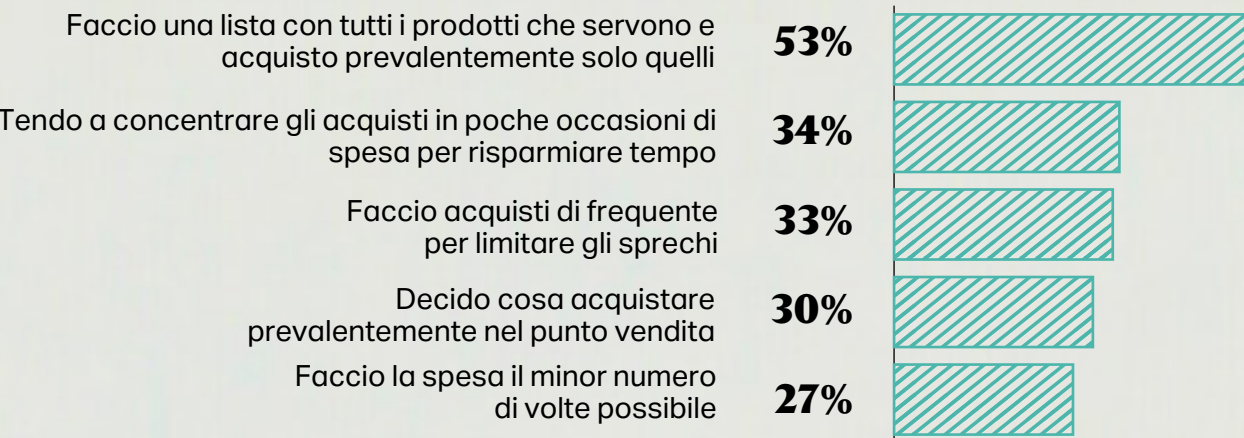 Faccio una lista con tutti i prodotti che servono e
acquisto prevalentemente solo quelli
53%
Tendo a concentrare gli acquisti in poche occasioni di
spesa per risparmiare tempo
34%
Faccio acquisti di frequente
per limitare gli sprechi
33%
Decido cosa acquistare
prevalentemente nel punto vendita
30%
Faccio la spesa il minor numero
di volte possibile
27%